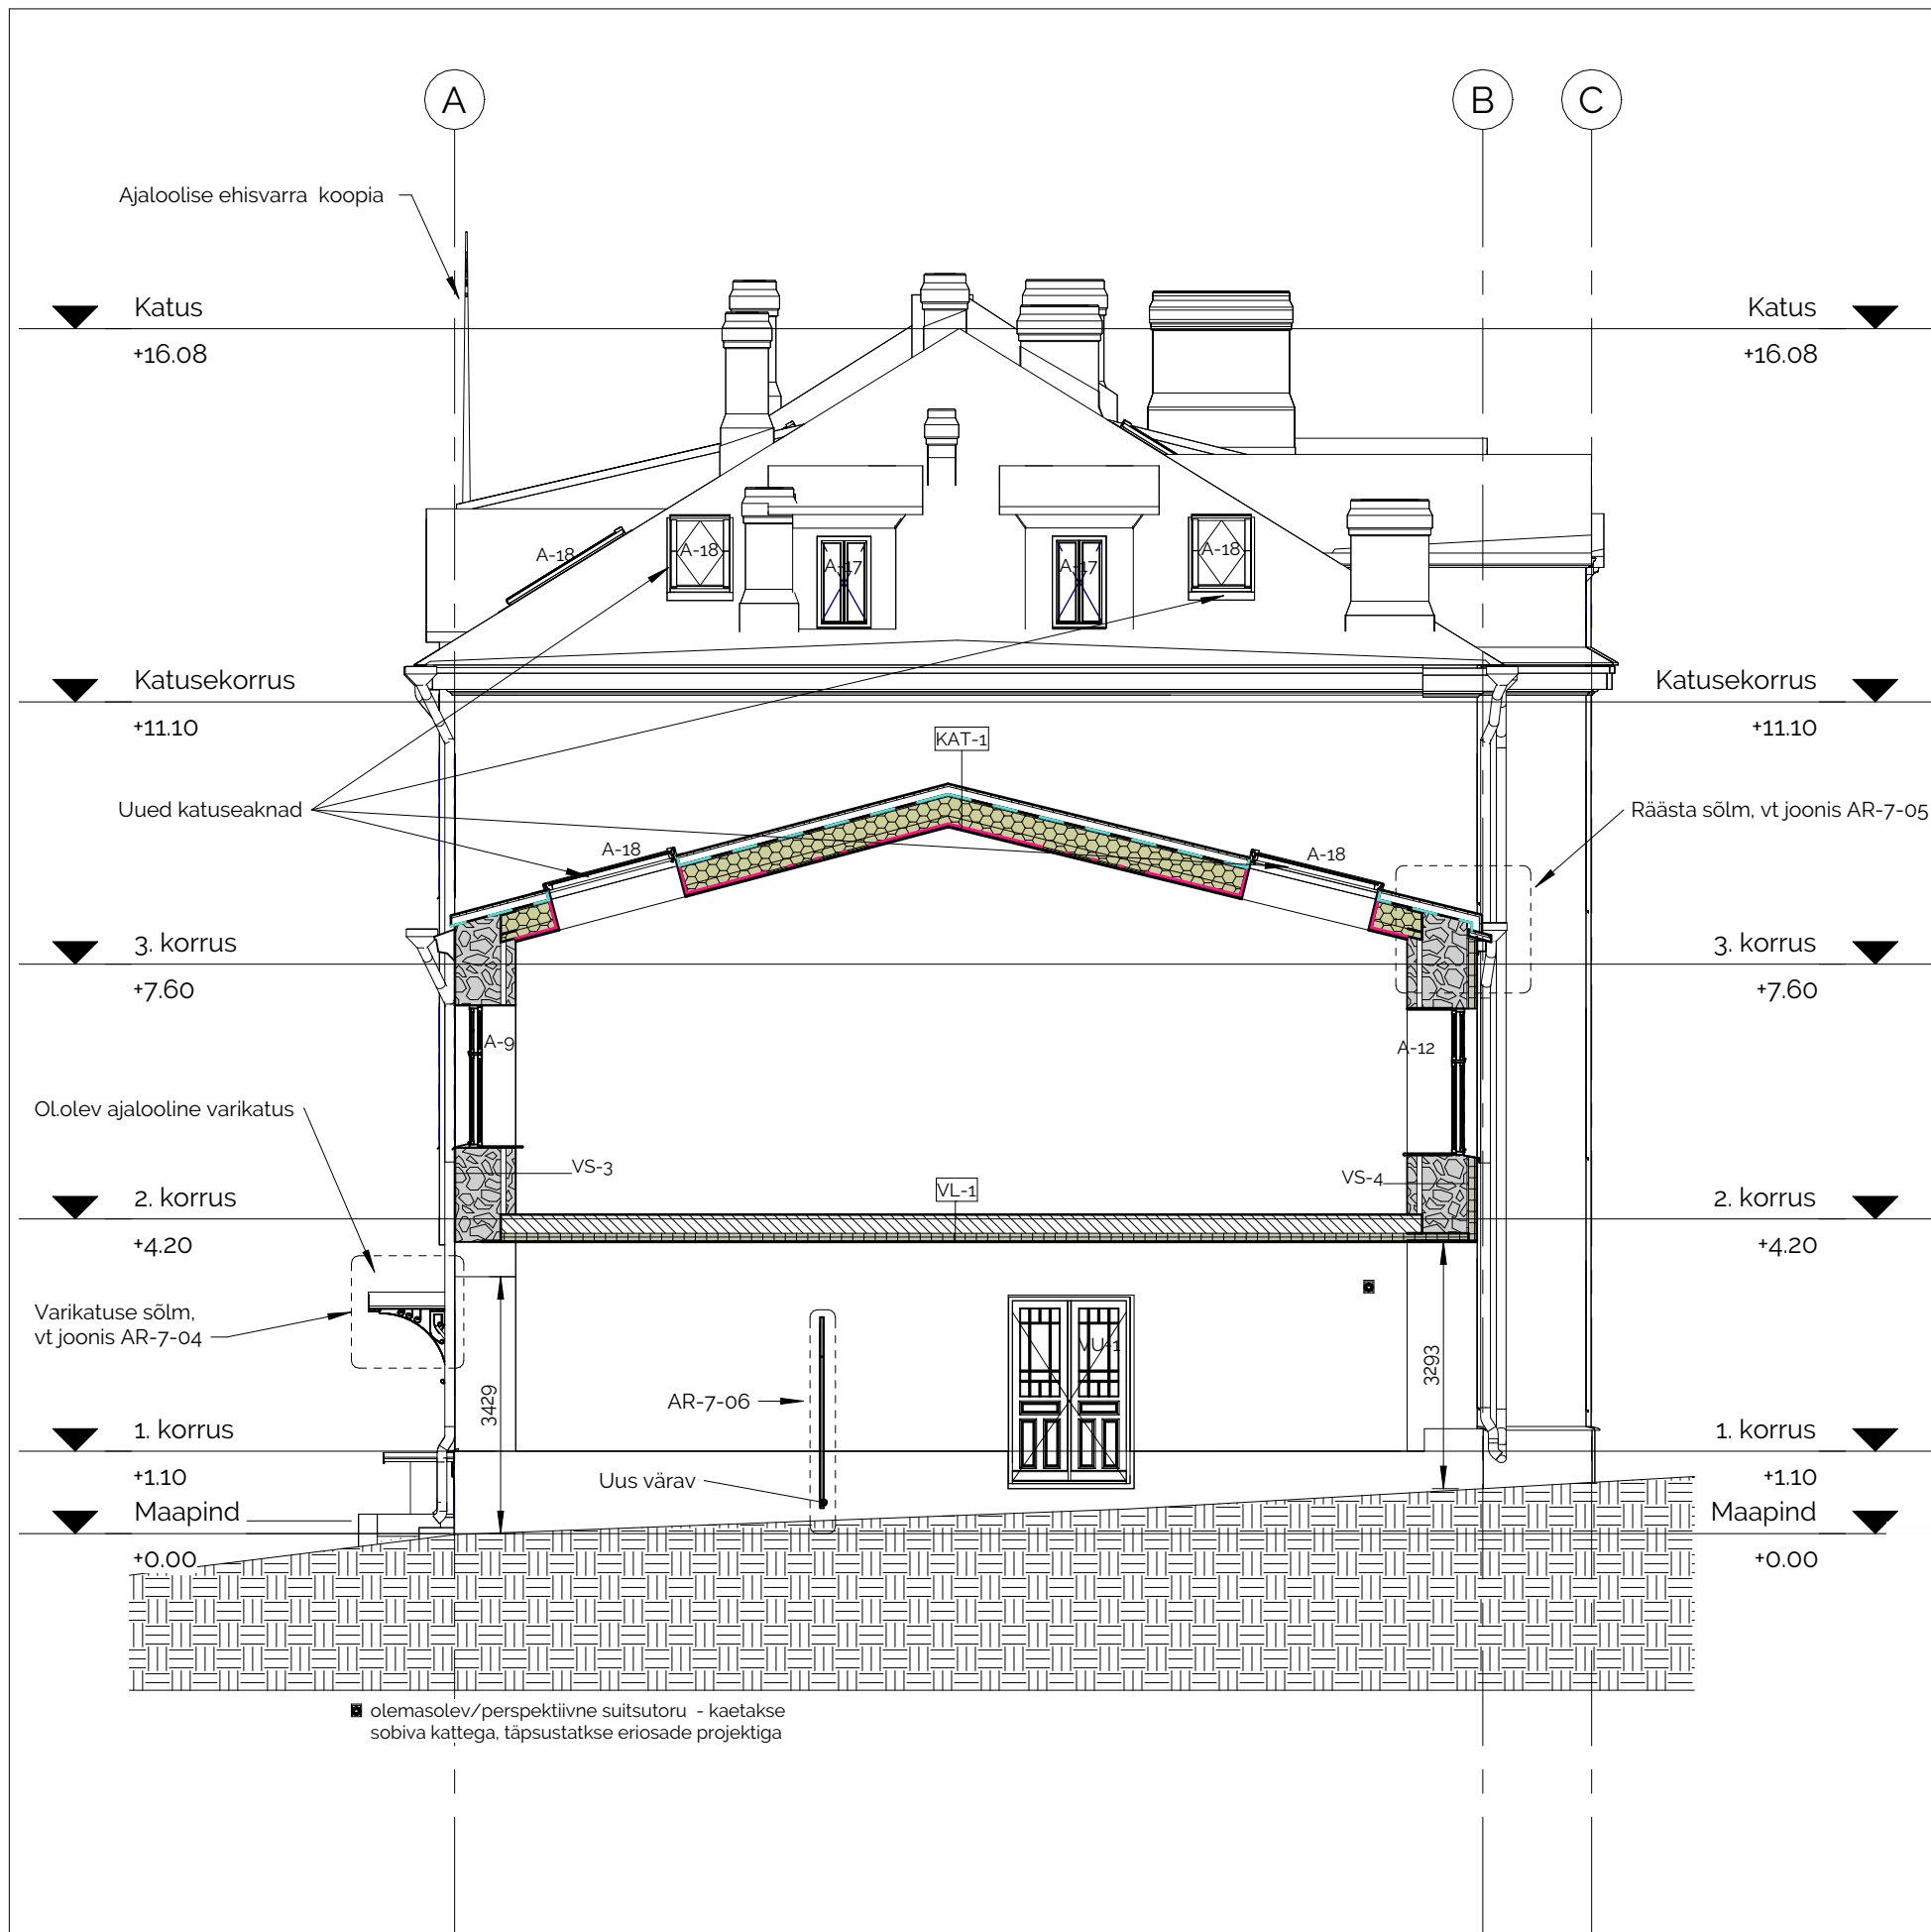 A
B
C
Ajaloolise ehisvarra koopia
Katus
+16.08
Katus
+16.08
A-18
A-18
A-17
A-17
A-18
Katusekorrus
+11.10
Katusekorrus
+11.10
KAT-1
Uued katuseaknad
Räästa sõlm, vt joonis AR-7-05
A-18
A-18
3. korrus
+7.60
3. korrus
+7.60
A-9
A-12
Ol.olev ajalooline varikatus
VS-3
VS-4
VL-1
2. korrus
+4.20
2. korrus
+4.20
Varikatuse sõlm,
vt joonis AR-7-04
VU-1
3429
3293
AR-7-06
1. korrus
+1.10
1. korrus
+1.10
Uus värav
Maapind
+0.00
Maapind
+0.00
olemasolev/perspektiivne suitsutoru - kaetakse
sobiva kattega, täpsustatkse eriosade projektiga